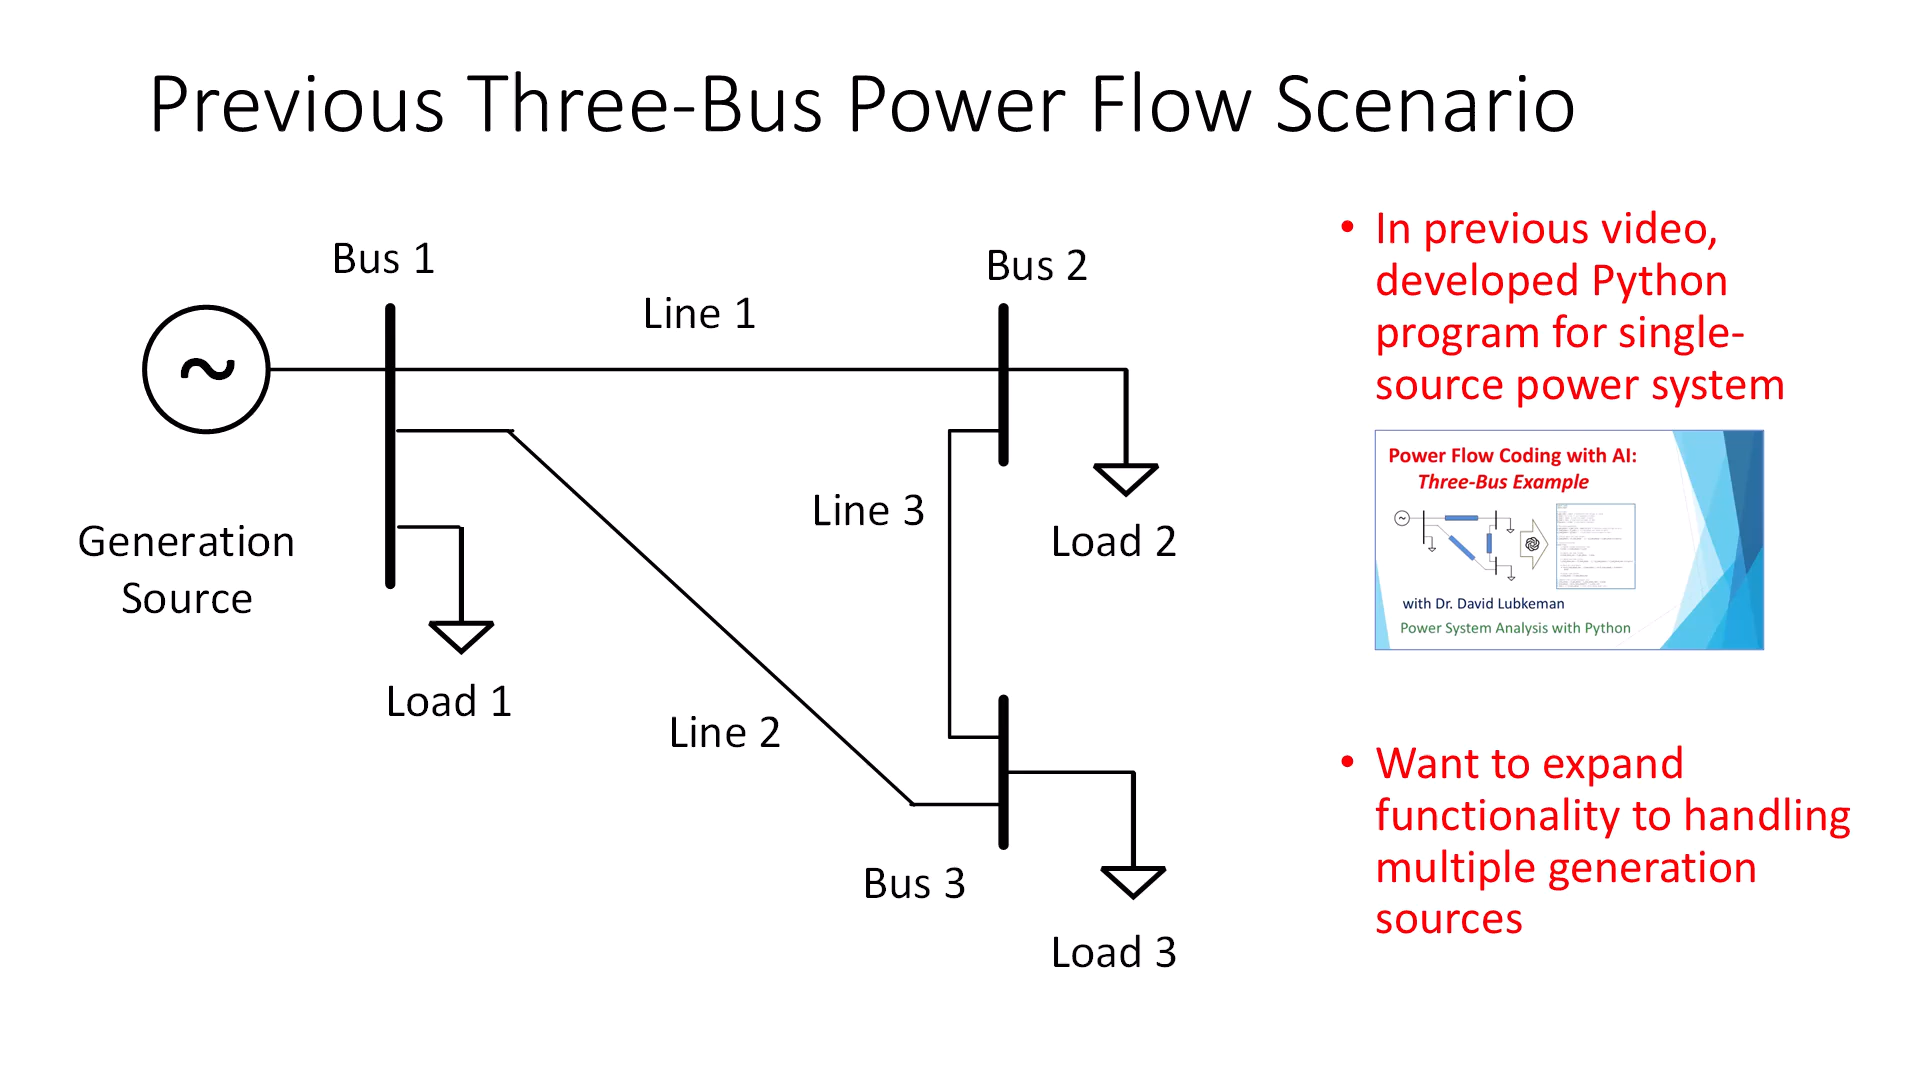 Previous Three-Bus Power Flow Scenario
Bus 1
Bus 2
Line 1
~
Line 3
Load 2
Generation
Source
Load 1
Line 2
Bus 3
Load 3
• In previous video,
developed Python
program for single-
source power system
Power Flow Coding with AI:
Three-Bus Example
~
with Dr. David Lubkeman
Power System Analysis with Python
• Want to expand
functionality to handling
multiple generation
sources